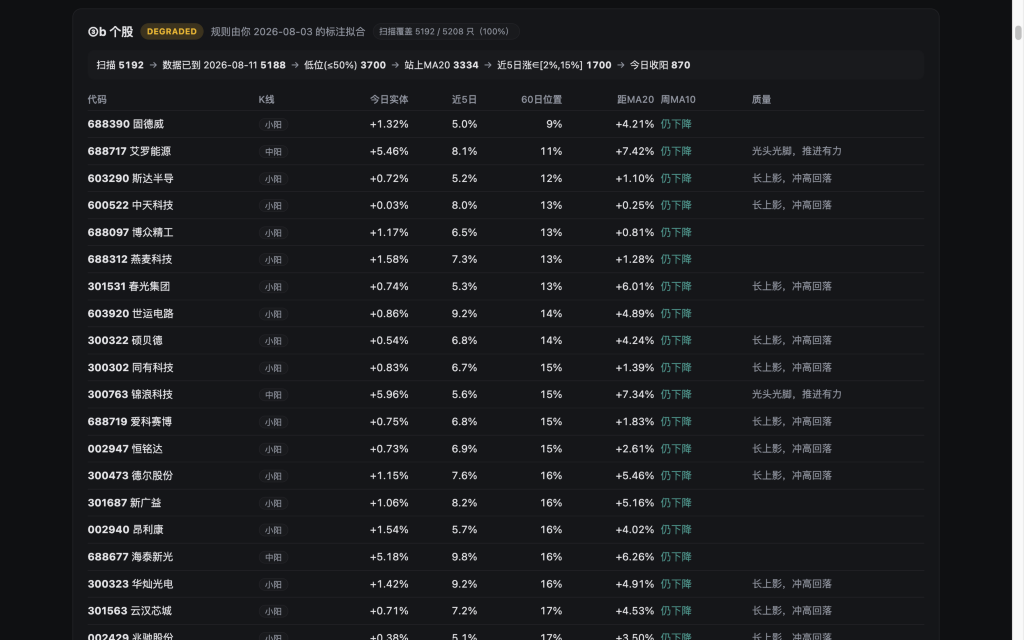 ③b 个股 DEGRADED 规则由你 2026-08-03 的标注拟合 扫描覆盖 5192 / 5208 只（100%）
扫描 5192 → 数据已到 2026-08-11 5188 → 低位(≤50%) 3700 → 站上MA20 3334 → 近5日涨∈[2%,15%] 1700 → 今日收阳 870
代码 K线 今日实体 近5日 60日位置 距MA20 周MA10 质量
688390 固德威 小阳 +1.32% 5.0% 9% +4.21% 仍下降
688717 艾罗能源 中阳 +5.46% 8.1% 11% +7.42% 仍下降 光头光脚，推进有力
603290 斯达半导 小阳 +0.72% 5.2% 12% +1.10% 仍下降 长上影，冲高回落
600522 中天科技 小阳 +0.03% 8.0% 13% +0.25% 仍下降 长上影，冲高回落
688097 博众精工 小阳 +1.17% 6.5% 13% +0.81% 仍下降
688312 燕麦科技 小阳 +1.58% 7.3% 13% +1.28% 仍下降
301531 春光集团 小阳 +0.74% 5.3% 13% +6.01% 仍下降 长上影，冲高回落
603920 世运电路 小阳 +0.86% 9.2% 14% +4.89% 仍下降
300322 硕贝德 小阳 +0.54% 6.8% 14% +4.24% 仍下降 长上影，冲高回落
300302 同有科技 小阳 +0.83% 6.7% 15% +1.39% 仍下降 长上影，冲高回落
300763 锦浪科技 中阳 +5.96% 5.6% 15% +7.34% 仍下降 光头光脚，推进有力
688719 爱科赛博 小阳 +0.75% 6.8% 15% +1.83% 仍下降 长上影，冲高回落
002947 恒铭达 小阳 +0.73% 6.9% 15% +2.61% 仍下降 长上影，冲高回落
300473 德尔股份 小阳 +1.15% 7.6% 16% +5.46% 仍下降 长上影，冲高回落
301687 新广益 小阳 +1.06% 8.2% 16% +5.16% 仍下降
002940 昂利康 小阳 +1.54% 5.7% 16% +4.02% 仍下降
688677 海泰新光 中阳 +5.18% 9.8% 16% +6.26% 仍下降
300323 华灿光电 小阳 +1.42% 9.2% 16% +4.91% 仍下降 长上影，冲高回落
301563 云汉芯城 小阳 +0.71% 7.2% 17% +4.53% 仍下降 长上影，冲高回落
002429 兆驰股份 小阳 +0.38% 5.1% 17% +3.50% 仍下降 长上影，冲高回落